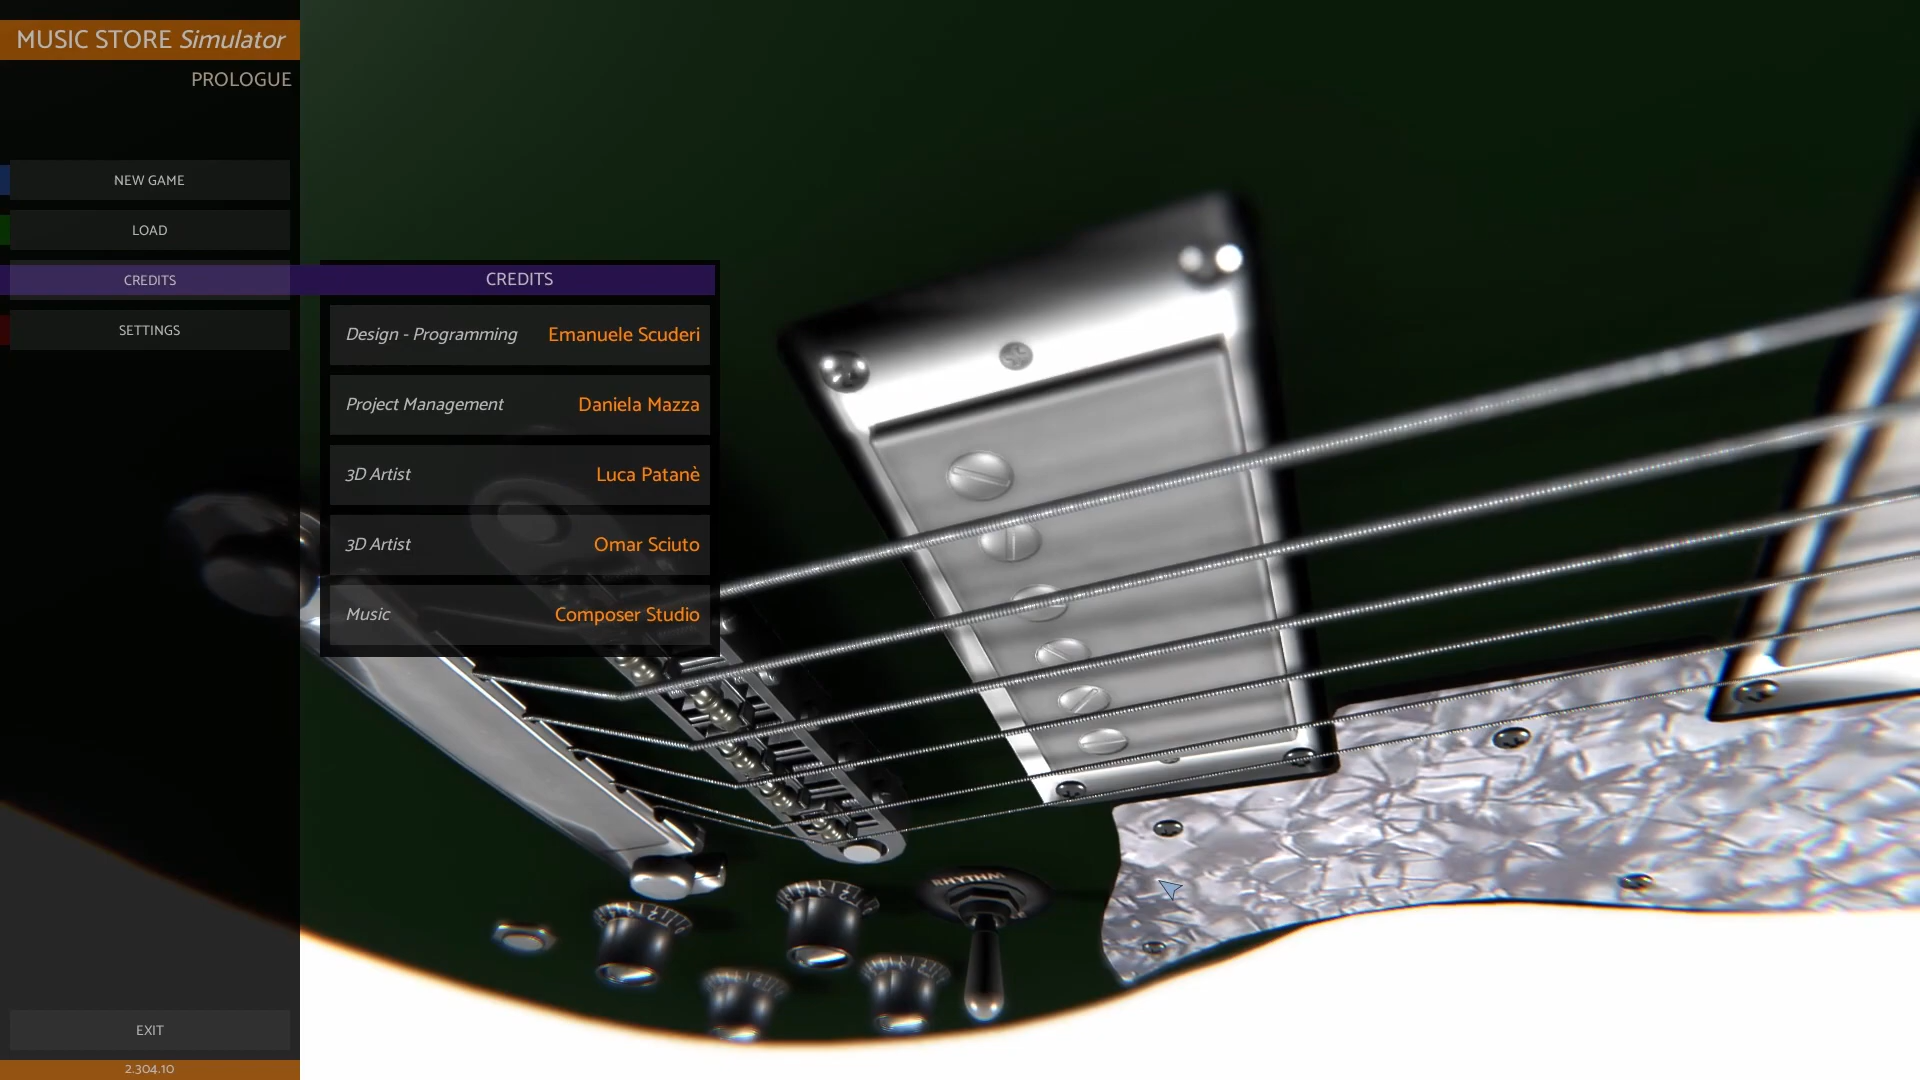 MUSIC STORE Simulator
PROLOGUE
NEW GAME
LOAD
CREDITS
SETTINGS
CREDITS
Design - Programming Emanuele Scuderi
Project Management Daniela Mazza
3D Artist Luca Patanè
3D Artist Omar Sciuto
Music Composer Studio
RHYTHM
EXIT
2.304.10